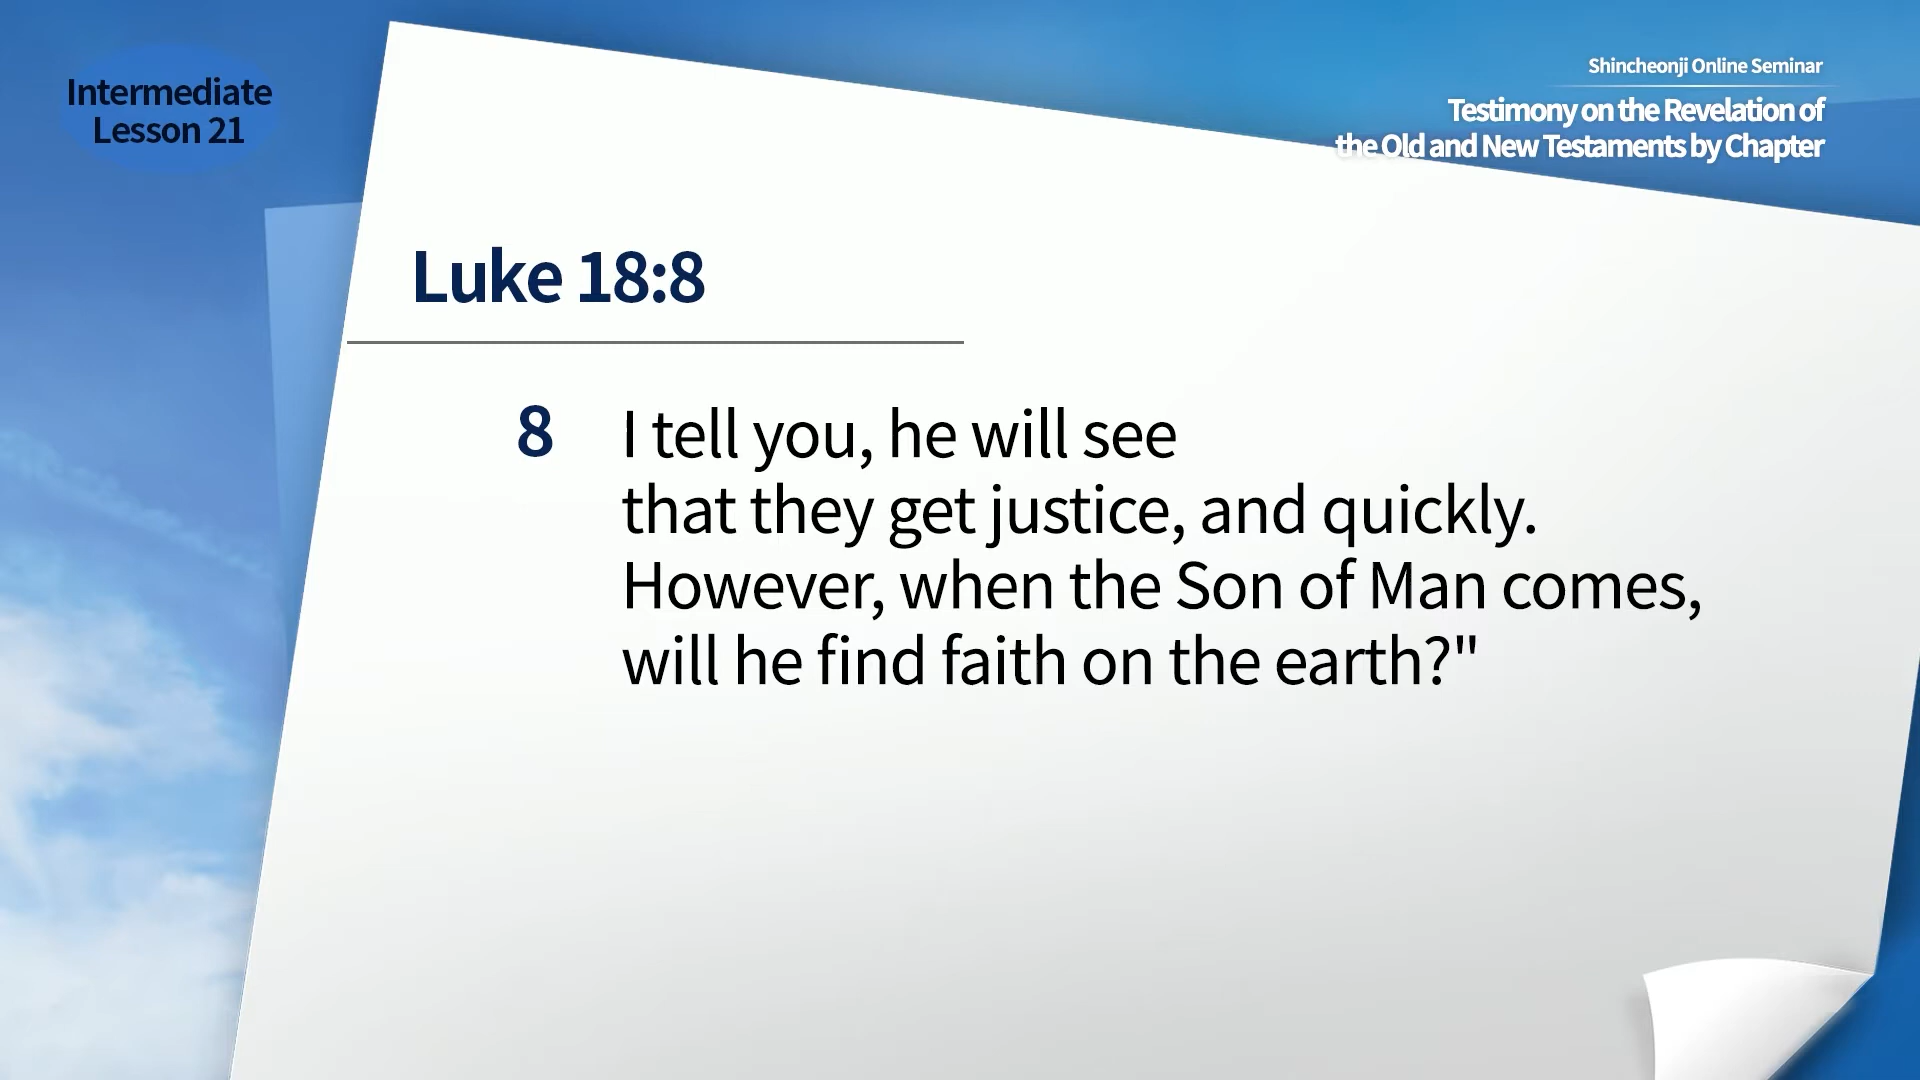 Intermediate
Lesson 21
Shincheonji Online Seminar
Testimony on the Revelation of
the Old and New Testaments by Chapter
Luke 18:8
8 I tell you, he will see
that they get justice, and quickly.
However, when the Son of Man comes,
will he find faith on the earth?"